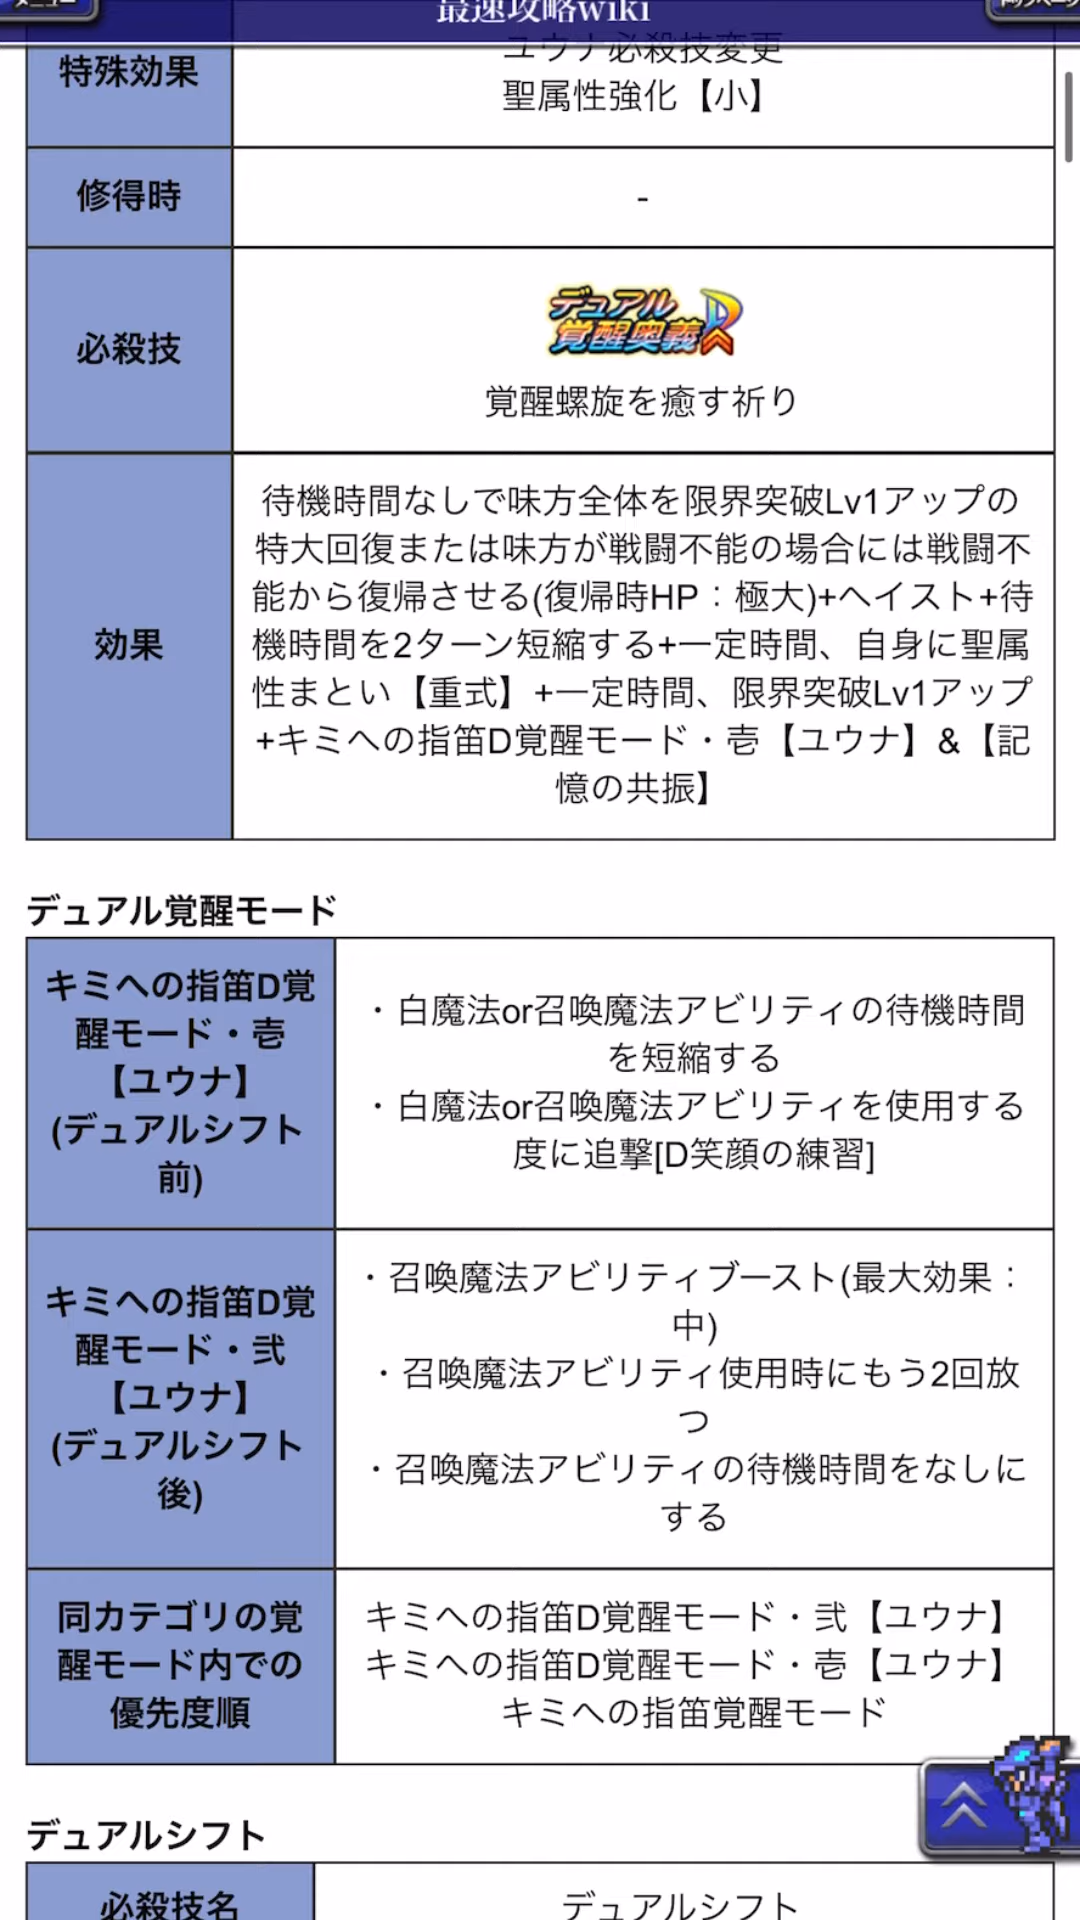 メニュー
最速攻略wiki
トップページ
特殊効果
ユウナ必殺技変更
聖属性強化【小】
修得時
-
必殺技
デュアル
覚醒奥義
覚醒螺旋を癒す祈り
効果
待機時間なしで味方全体を限界突破Lv1アップの
特大回復または味方が戦闘不能の場合には戦闘不
能から復帰させる(復帰時HP：極大)+ヘイスト+待
機時間を2ターン短縮する+一定時間、自身に聖属
性まとい【重式】+一定時間、限界突破Lv1アップ
+キミへの指笛D覚醒モード・壱【ユウナ】&【記
憶の共振】
デュアル覚醒モード
キミへの指笛D覚
醒モード・壱
【ユウナ】
(デュアルシフト
前)
・白魔法or召喚魔法アビリティの待機時間
を短縮する
・白魔法or召喚魔法アビリティを使用する
度に追撃[D笑顔の練習]
キミへの指笛D覚
醒モード・弐
【ユウナ】
(デュアルシフト
後)
・召喚魔法アビリティブースト(最大効果：
中)
・召喚魔法アビリティ使用時にもう2回放
つ
・召喚魔法アビリティの待機時間をなしに
する
同カテゴリの覚
醒モード内での
優先度順
キミへの指笛D覚醒モード・弐【ユウナ】
キミへの指笛D覚醒モード・壱【ユウナ】
キミへの指笛覚醒モード
デュアルシフト
必殺技名
デュアルシフト